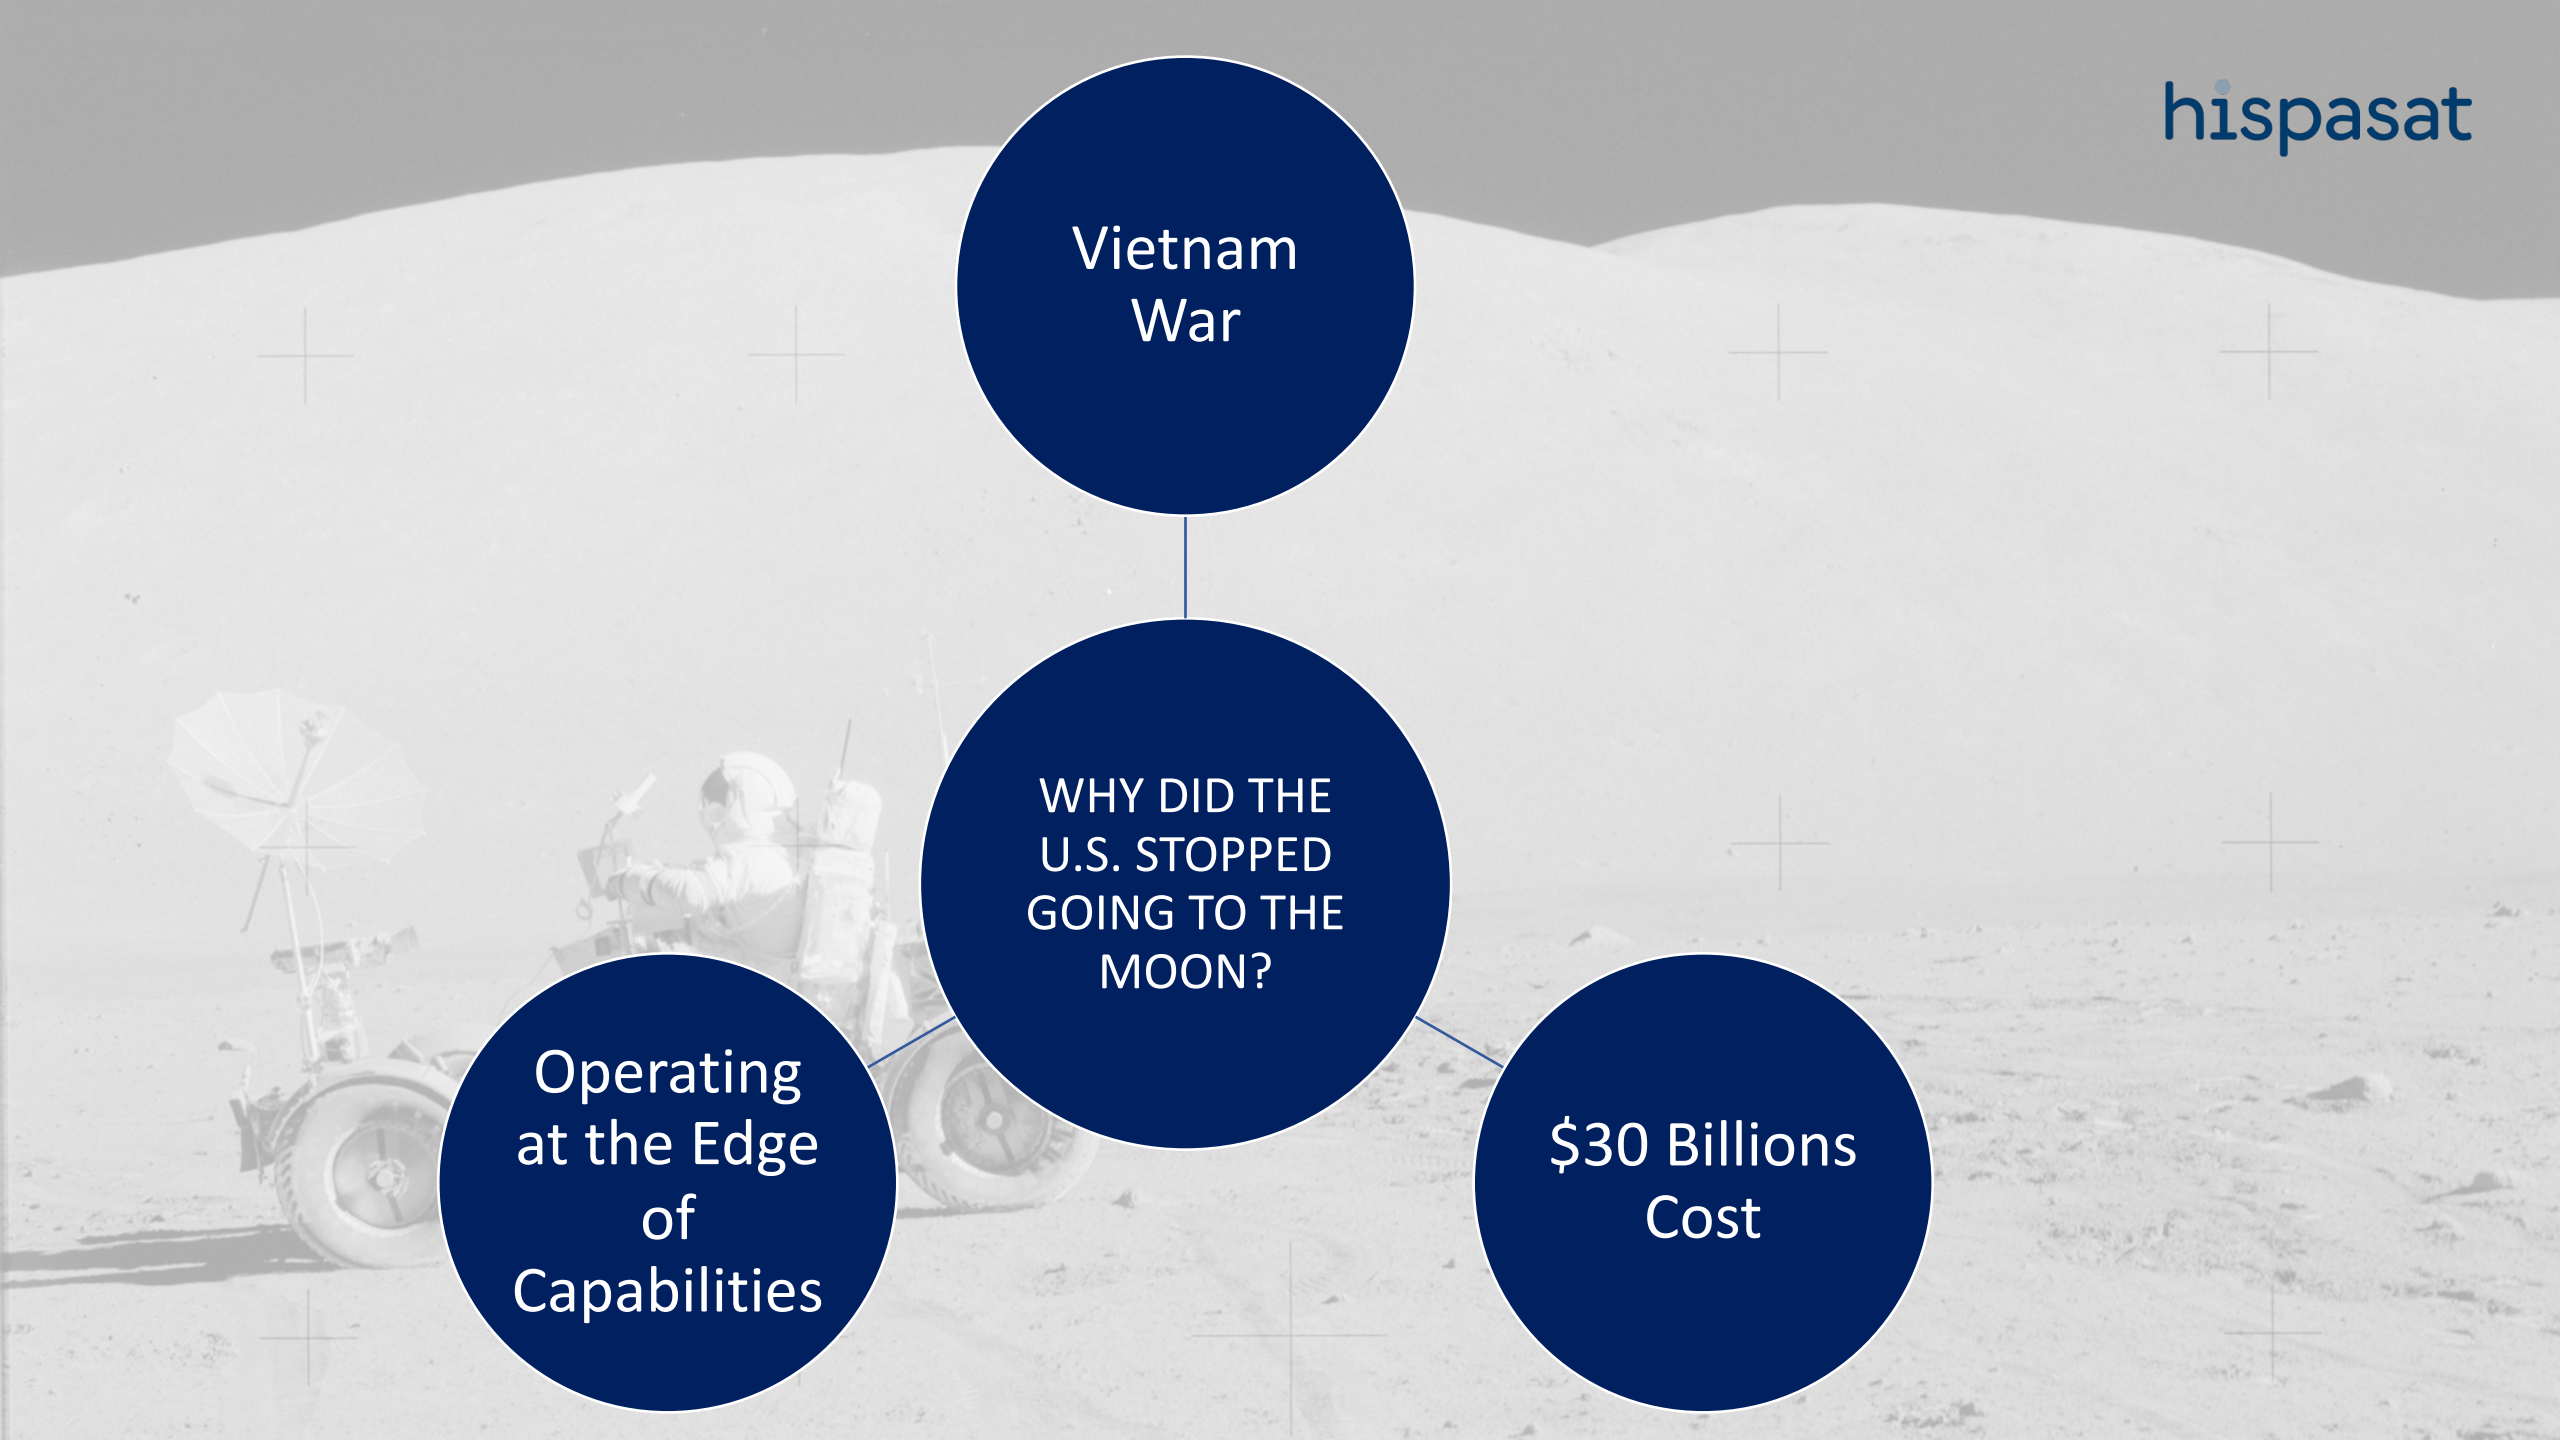 hispasat
Vietnam
War
WHY DID THE
U.S. STOPPED
GOING TO THE
MOON?
Operating
at the Edge
of
Capabilities
$30 Billions
Cost